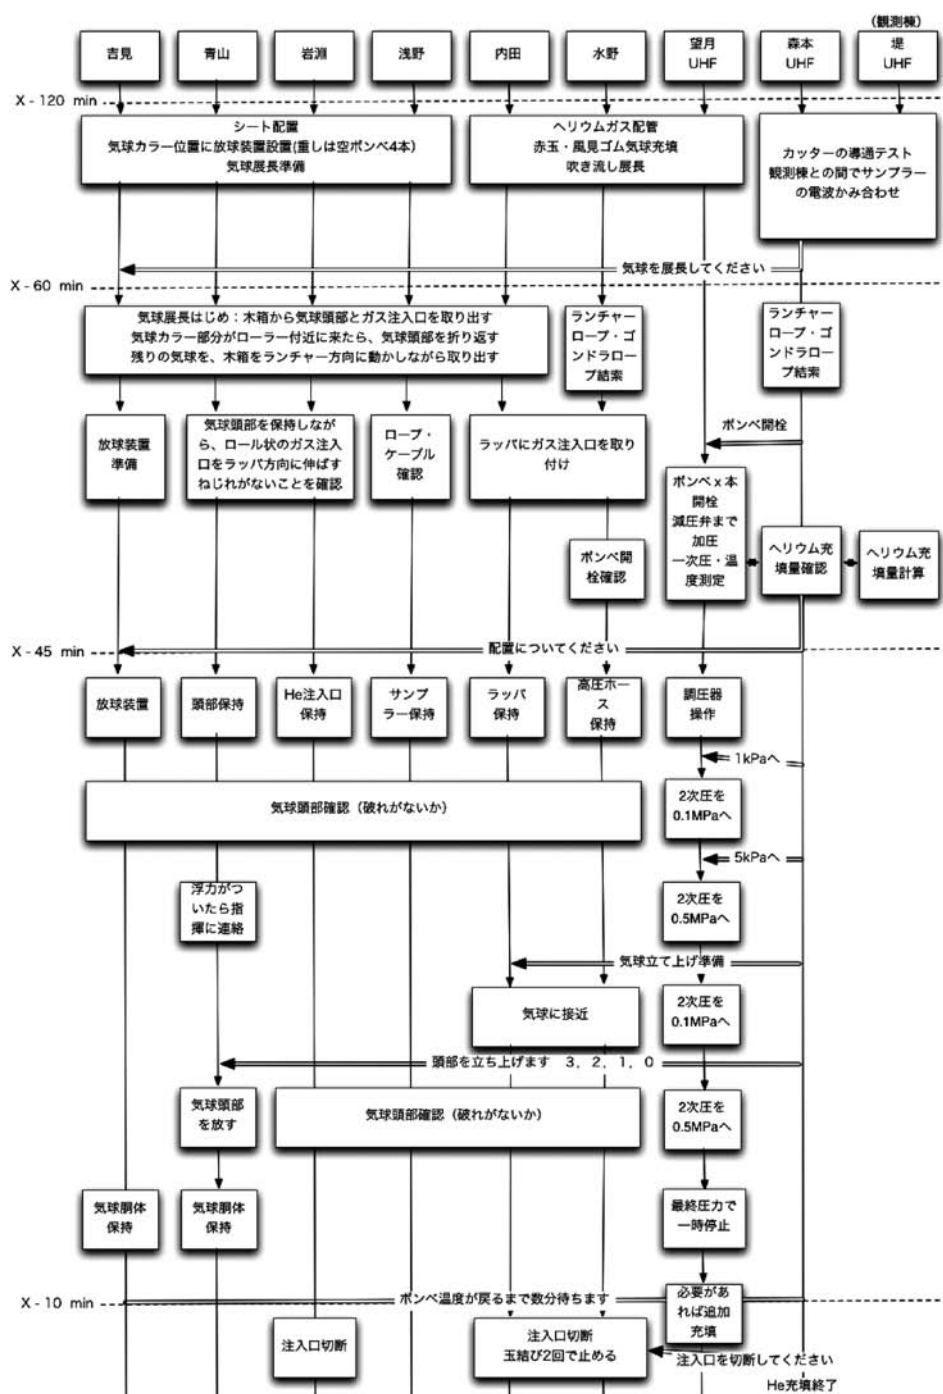 (観測棟)
吉見
青山
岩淵
浅野
内田
水野
望月
UHF
森本
UHF
堤
UHF
X - 120 min
シート配置
気球カラー位置に放球装置設置(重しは空ボンベ4本)
気球展長準備
ヘリウムガス配管
赤玉・風見ゴム気球充填
吹き流し展長
カッターの導通テスト
観測棟との間でサンプラー
の電波かみ合わせ
気球を展長してください
X - 60 min
気球展長はじめ：木箱から気球頭部とガス注入口を取り出す
気球カラー部分がローラー付近に来たら、気球頭部を折り返す
残りの気球を、木箱をランチャー方向に動かしながら取り出す
ランチャー
ロープ・ゴ
ンドラロー
プ結索
ランチャー
ロープ・ゴ
ンドラロー
プ結索
放球装置
準備
気球頭部を保持しなが
ら、ロール状のガス注入
口をラッパ方向に伸ばす
ねじれがないことを確認
ロープ・
ケーブル
確認
ラッパにガス注入口を取り
付け
ボンベ開栓
ボンベ x 本
開栓
減圧弁まで
加圧
一次圧・温
度測定
ボンベ開
栓確認
ヘリウム充
填量確認
ヘリウム充
填量計算
X - 45 min
配置についてください
放球装置
頭部保持
He注入口
保持
サンプ
ラー保持
ラッパ
保持
高圧ホー
ス
保持
調圧器
操作
1kPaへ
気球頭部確認（破れがないか）
2次圧を
0.1MPaへ
5kPaへ
浮力がつ
いたら指
揮に連絡
2次圧を
0.5MPaへ
気球立て上げ準備
気球に接近
2次圧を
0.1MPaへ
頭部を立ち上げます 3，2，1，0
気球頭部
を放す
気球頭部確認（破れがないか）
2次圧を
0.5MPaへ
気球胴体
保持
気球胴体
保持
最終圧力で
一時停止
X - 10 min
ボンベ温度が戻るまで数分待ちます
必要があ
れば追加
充填
注入口切断
注入口切断
玉結び2回で止める
注入口を切断してください
He充填終了